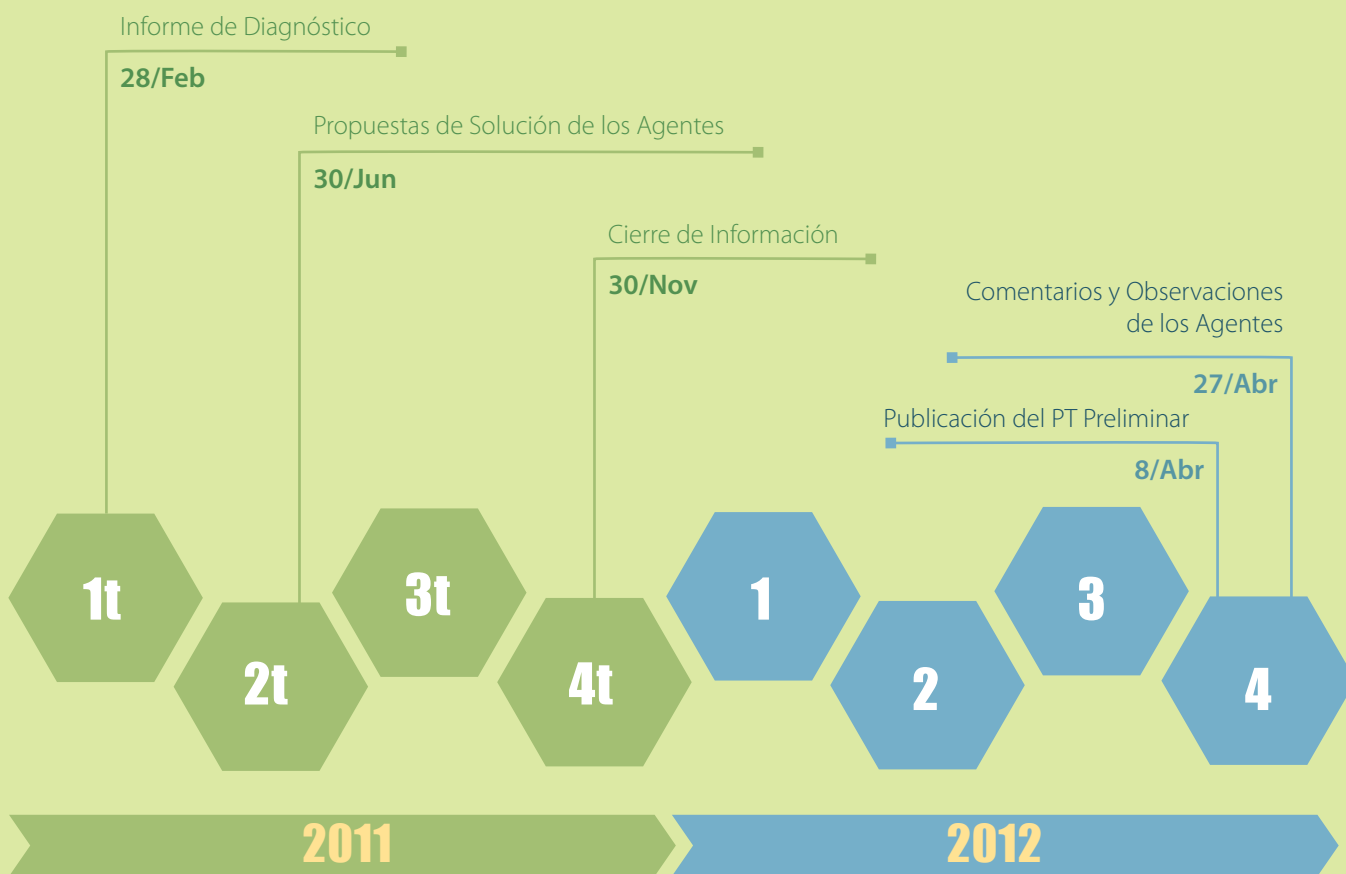 Informe de Diagnóstico
28/Feb
Propuestas de Solución de los Agentes
30/Jun
Cierre de Información
30/Nov
Comentarios y Observaciones
de los Agentes
27/Abr
Publicación del PT Preliminar
8/Abr
1t
2t
3t
4t
1
2
3
4
2011
2012